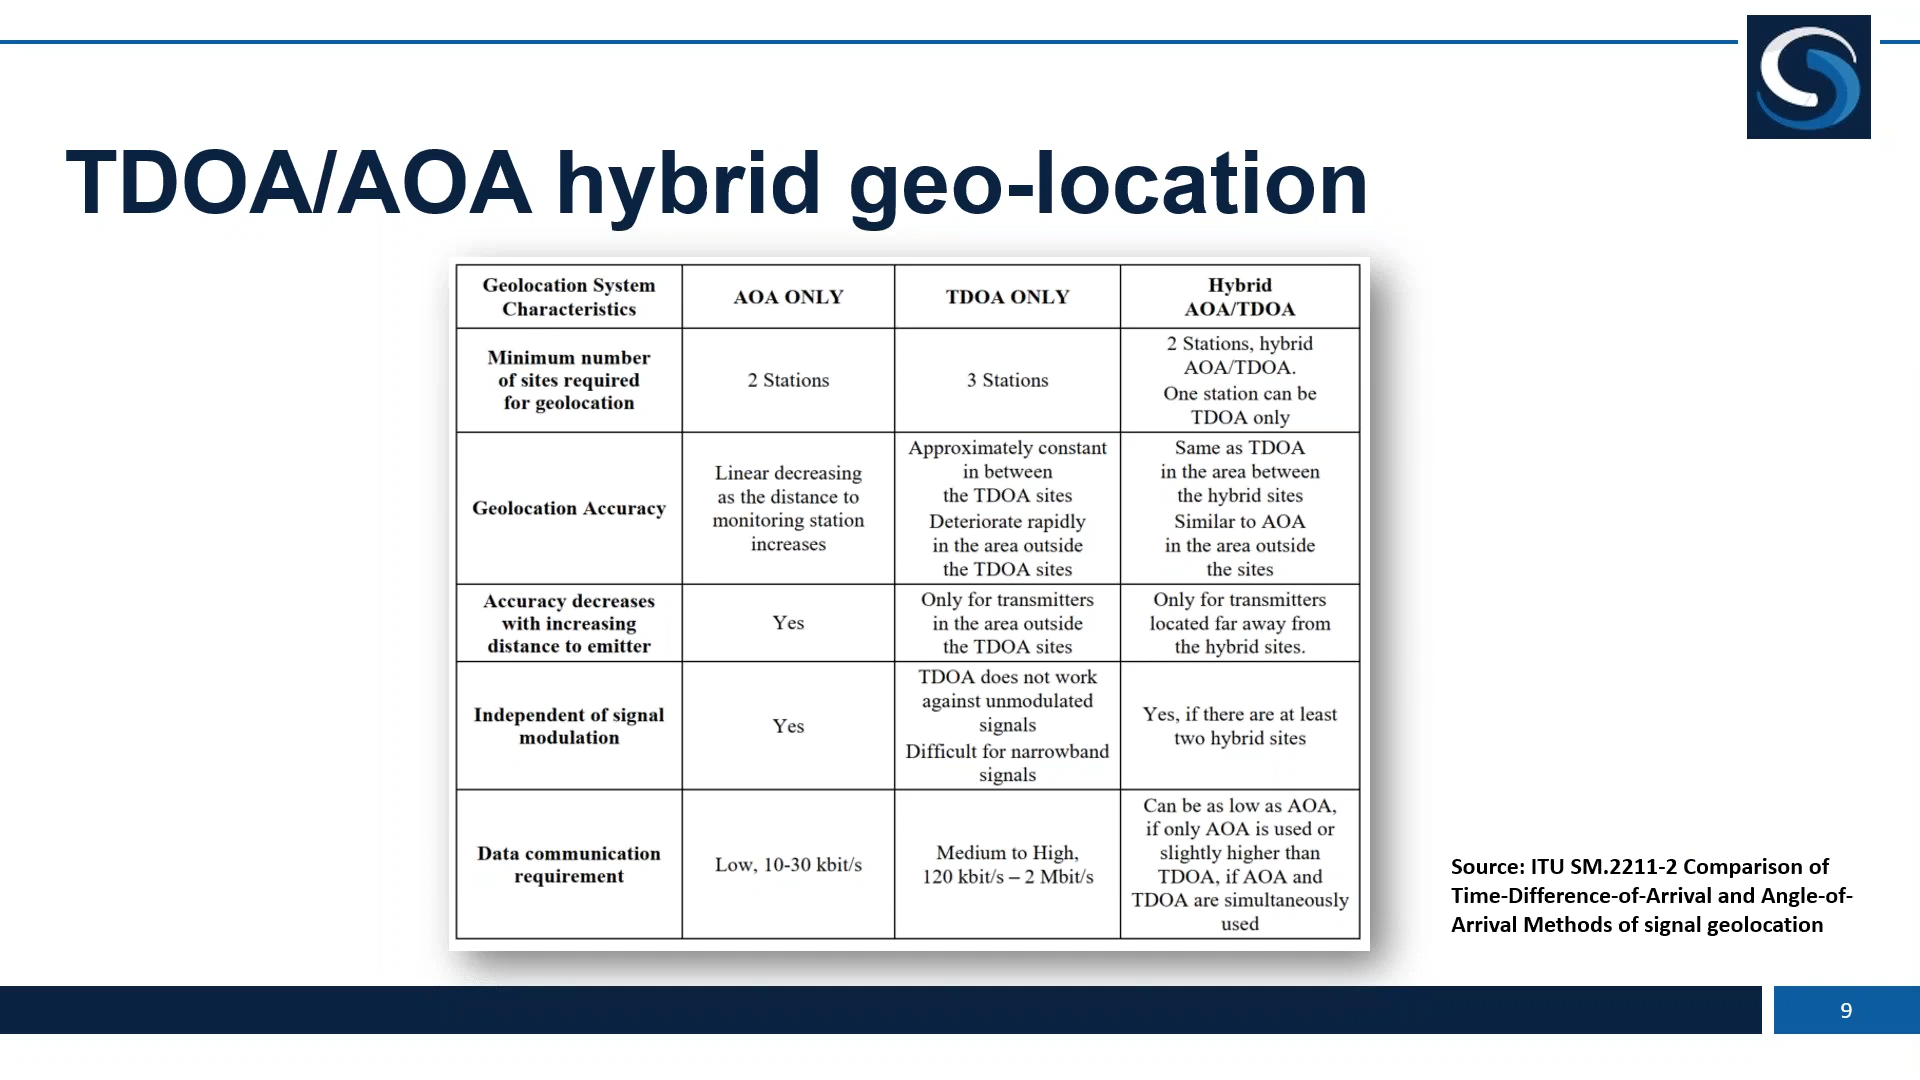 TDOA/AOA hybrid geo-location
Geolocation System
Characteristics
AOA ONLY
TDOA ONLY
Hybrid
AOA/TDOA
Minimum number
of sites required
for geolocation
2 Stations
3 Stations
2 Stations, hybrid
AOA/TDOA.
One station can be
TDOA only
Geolocation Accuracy
Linear decreasing
as the distance to
monitoring station
increases
Approximately constant
in between
the TDOA sites
Deteriorate rapidly
in the area outside
the TDOA sites
Same as TDOA
in the area between
the hybrid sites
Similar to AOA
in the area outside
the sites
Accuracy decreases
with increasing
distance to emitter
Yes
Only for transmitters
in the area outside
the TDOA sites
Only for transmitters
located far away from
the hybrid sites.
Independent of signal
modulation
Yes
TDOA does not work
against unmodulated
signals
Difficult for narrowband
signals
Yes, if there are at least
two hybrid sites
Data communication
requirement
Low, 10-30 kbit/s
Medium to High,
120 kbit/s – 2 Mbit/s
Can be as low as AOA,
if only AOA is used or
slightly higher than
TDOA, if AOA and
TDOA are simultaneously
used
Source: ITU SM.2211-2 Comparison of
Time-Difference-of-Arrival and Angle-of-
Arrival Methods of signal geolocation
9